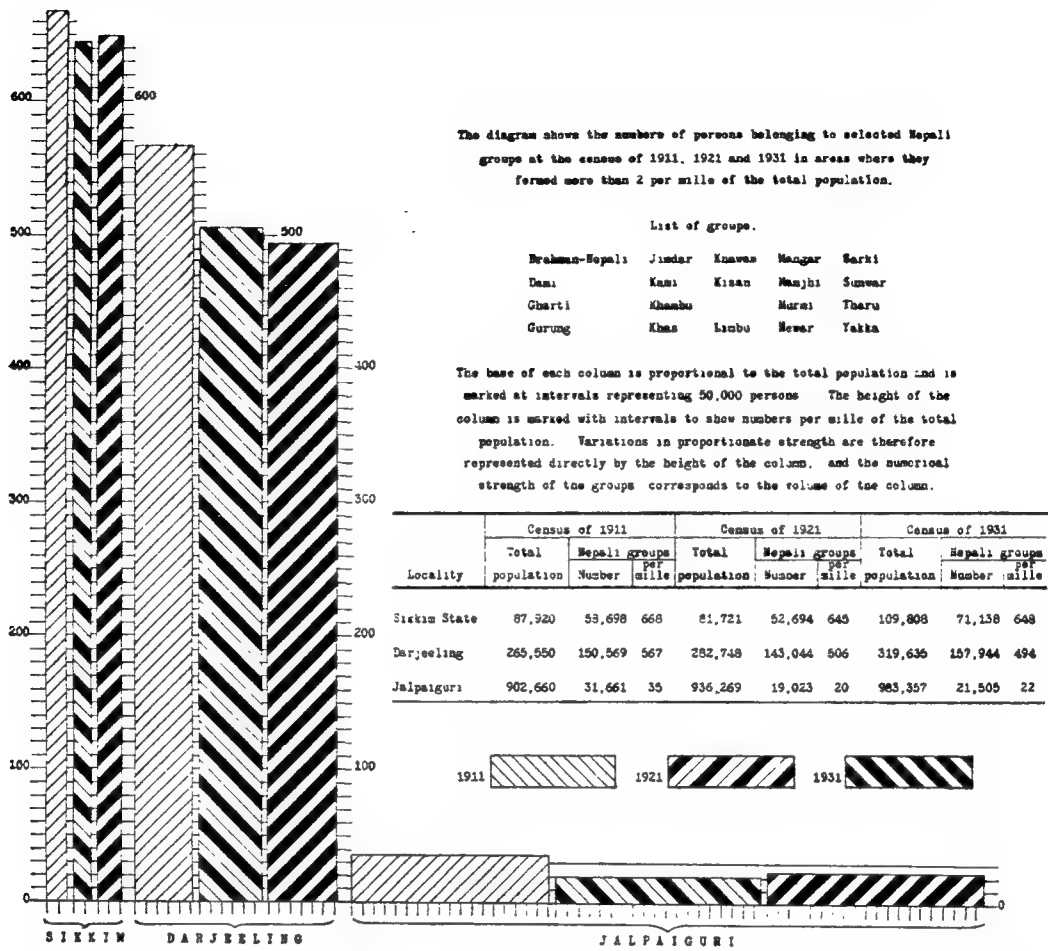 600
600
500
500
400
400
300
300
200
200
100
100
0
0
The diagram shows the numbers of persons belonging to selected Nepali
groups at the census of 1911, 1921 and 1931 in areas where they
formed more than 2 per mille of the total population.
List of groups.
Brahman-Nepali Jimdar Khawas Mangar Sarki
Dami Kami Kisan Manjhi Sunwar
Gharti Khambu Murmi Tharu
Gurung Khas Limbu Newar Yakka
The base of each column is proportional to the total population and is
marked at intervals representing 50,000 persons The height of the
column is marked with intervals to show numbers per mille of the total
population. Variations in proportionate strength are therefore
represented directly by the height of the column, and the numerical
strength of the groups corresponds to the volume of the column.
Census of 1911 Census of 1921 Census of 1931
Total Nepali groups Total Nepali groups Total Nepali groups
Locality population Number per mille population Number per mille population Number per mille
Sikkim State 87,920 58,698 668 81,721 52,694 645 109,808 71,138 648
Darjeeling 265,550 150,569 567 282,748 143,044 506 319,635 157,944 494
Jalpaiguri 902,660 31,661 35 936,269 19,023 20 983,357 21,505 22
1911 1921 1931
SIKKIM DARJEELING JALPAIGURI